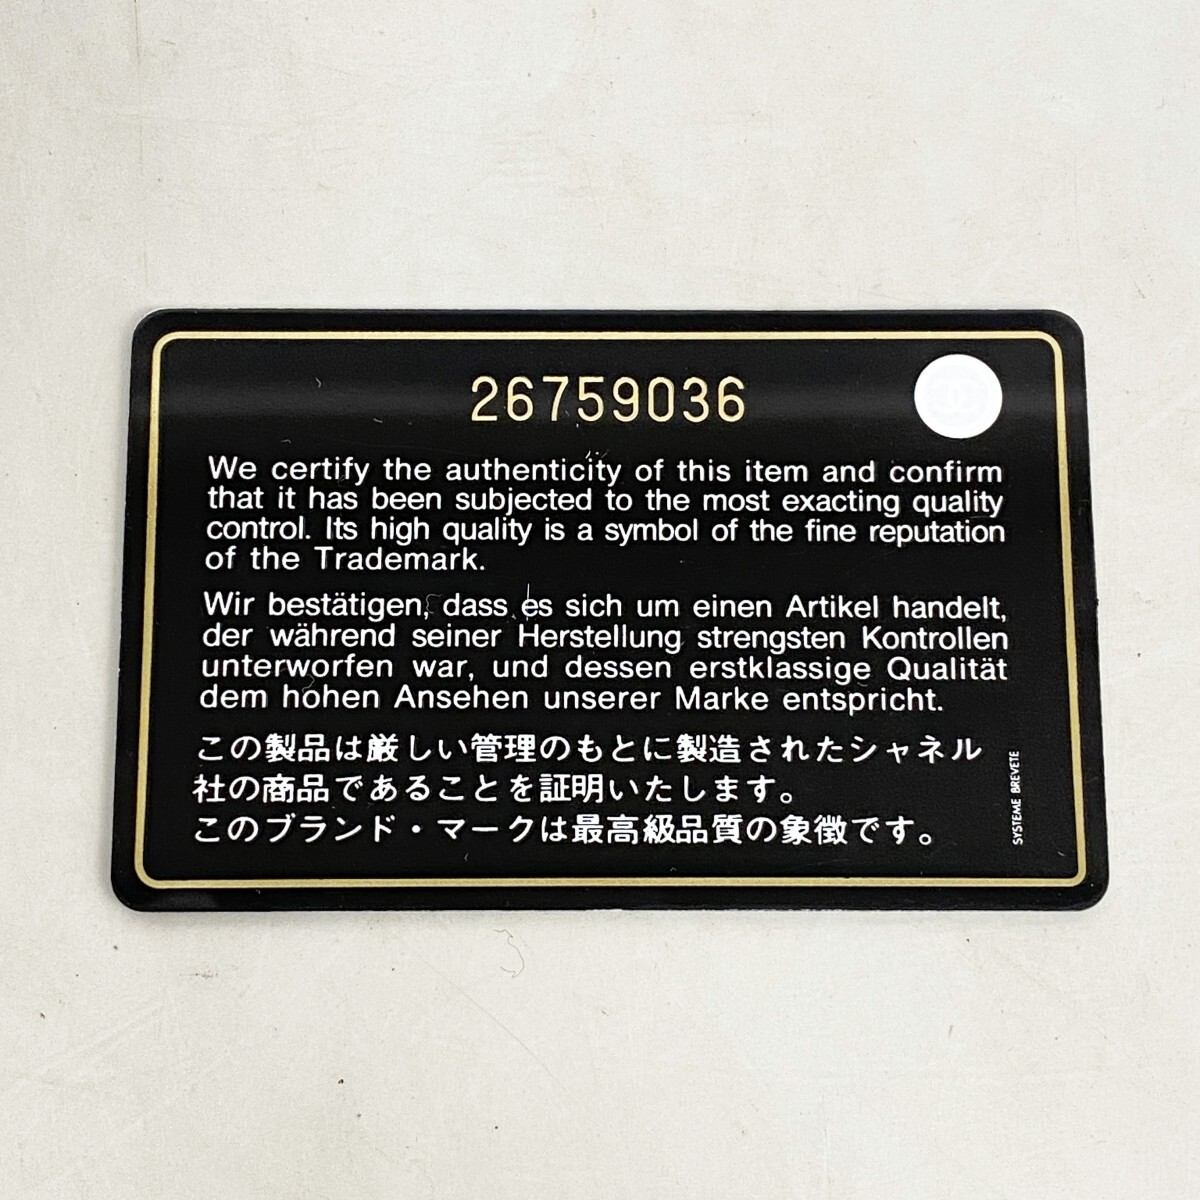 26759036
We certify the authenticity of this item and confirm
that it has been subjected to the most exacting quality
control. Its high quality is a symbol of the fine reputation
of the Trademark.
Wir bestätigen, dass es sich um einen Artikel handelt,
der während seiner Herstellung strengsten Kontrollen
unterworfen war, und dessen erstklassige Qualität
dem hohen Ansehen unserer Marke entspricht.
この製品は厳しい管理のもとに製造されたシャネル
社の商品であることを証明いたします。
このブランド・マークは最高級品質の象徴です。
SYSTEME BREVETE